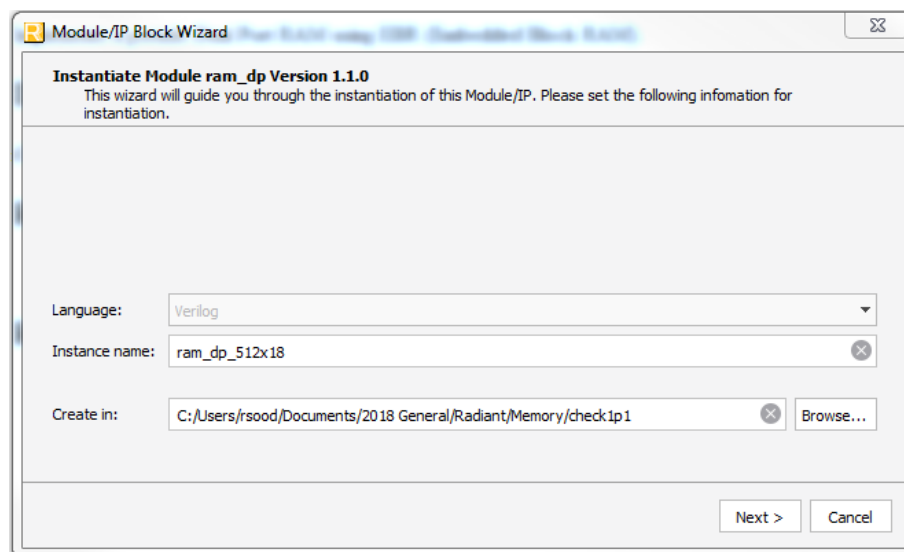 Module/IP Block Wizard
Instantiate Module ram_dp Version 1.1.0
This wizard will guide you through the instantiation of this Module/IP. Please set the following infomation for
instantiation.
Language: Verilog
Instance name: ram_dp_512x18
Create in: C:/Users/rsood/Documents/2018 General/Radiant/Memory/check1p1 Browse...
Next > Cancel